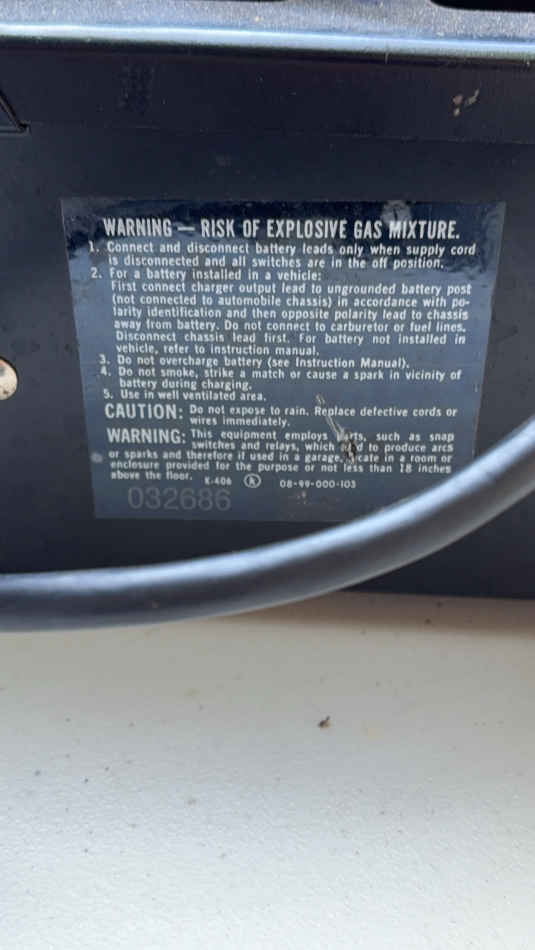 WARNING — RISK OF EXPLOSIVE GAS MIXTURE.
1. Connect and disconnect battery leads only when supply cord
is disconnected and all switches are in the off position.
2. For a battery installed in a vehicle:
First connect charger output lead to ungrounded battery post
(not connected to automobile chassis) in accordance with po-
larity identification and then opposite polarity lead to chassis
away from battery. Do not connect to carburetor or fuel lines.
Disconnect chassis lead first. For battery not installed in
vehicle, refer to instruction manual.
3. Do not overcharge battery (see Instruction Manual).
4. Do not smoke, strike a match or cause a spark in vicinity of
battery during charging.
5. Use in well ventilated area.
CAUTION: Do not expose to rain. Replace defective cords or
wires immediately.
WARNING: This equipment employs parts, such as snap
switches and relays, which tend to produce arcs
or sparks and therefore if used in a garage, locate in a room or
enclosure provided for the purpose or not less than 18 inches
above the floor. K-406 R 08-99-000-103
032686